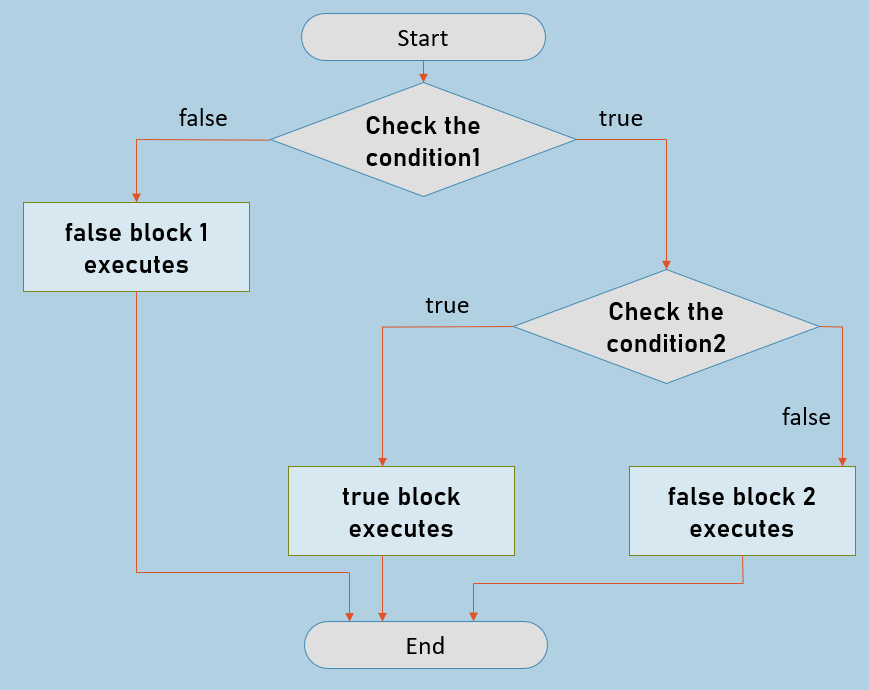 Start
false
Check the
condition1
true
false block 1
executes
true
Check the
condition2
false
true block
executes
false block 2
executes
End